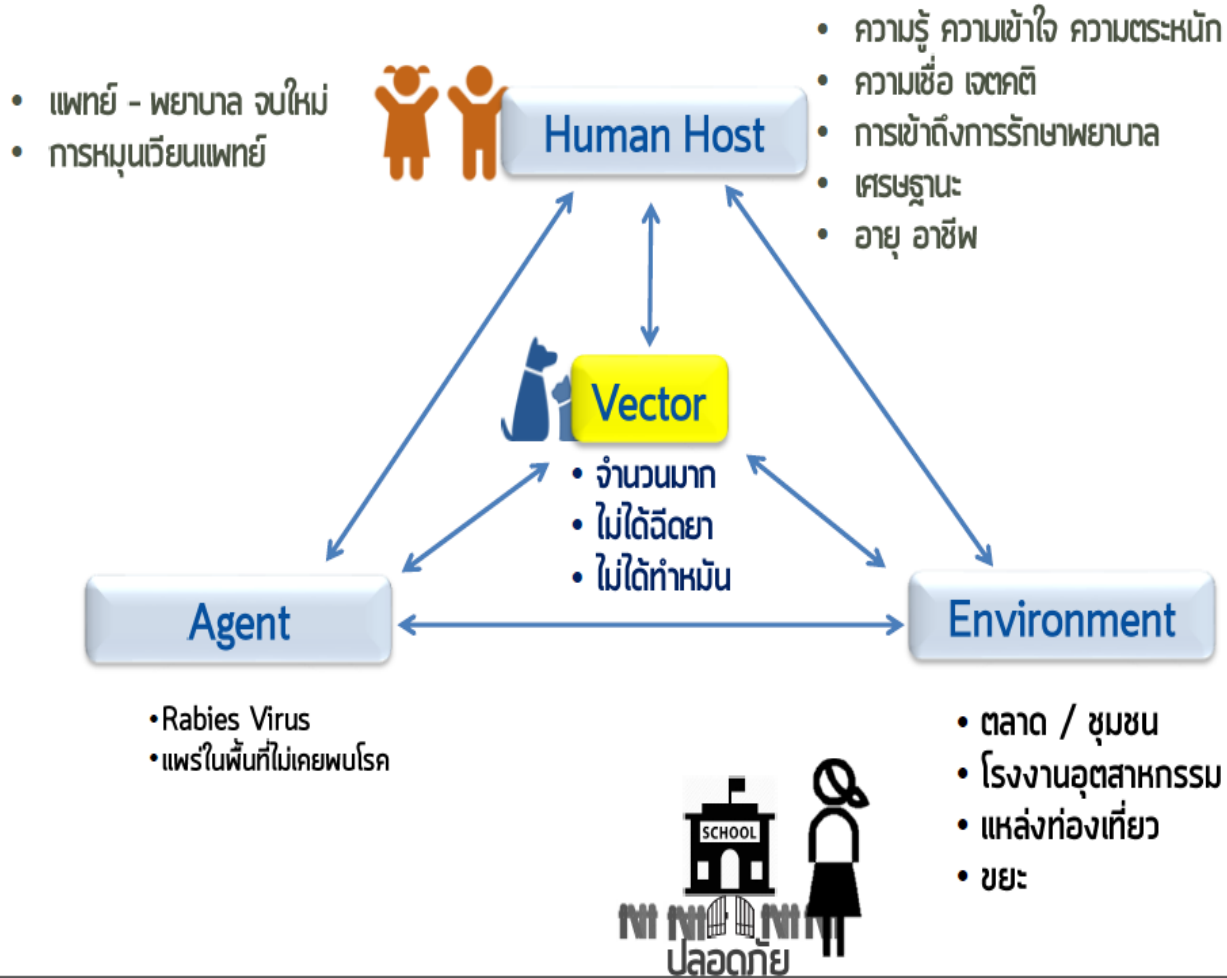 • แพทย์ - พยาบาล จบใหม่
• การหมุนเวียนแพทย์
Human Host
• ความรู้ ความเข้าใจ ความตระหนัก
• ความเชื่อ เจตคติ
• การเข้าถึงการรักษาพยาบาล
• เศรษฐานะ
• อายุ อาชีพ
Vector
• จำนวนมาก
• ไม่ได้ฉีดยา
• ไม่ได้ทำหมัน
Agent
• Rabies Virus
• แพร่ในพื้นที่ไม่เคยพบโรค
Environment
• ตลาด / ชุมชน
• โรงงานอุตสาหกรรม
• แหล่งท่องเที่ยว
• ขยะ
SCHOOL
ปลอดภัย